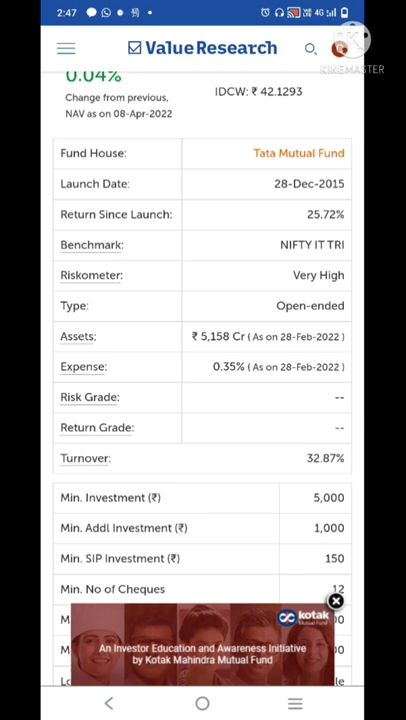 2:47
4G
KINEMASTER
Value Research
0.04%
Change from previous,
NAV as on 08-Apr-2022
IDCW: ₹ 42.1293
Fund House: Tata Mutual Fund
Launch Date: 28-Dec-2015
Return Since Launch: 25.72%
Benchmark: NIFTY IT TRI
Riskometer: Very High
Type: Open-ended
Assets: ₹ 5,158 Cr ( As on 28-Feb-2022 )
Expense: 0.35% ( As on 28-Feb-2022 )
Risk Grade: --
Return Grade: --
Turnover: 32.87%
Min. Investment (₹) 5,000
Min. Addl Investment (₹) 1,000
Min. SIP Investment (₹) 150
Min. No of Cheques 12
kotak
Mutual Fund
An Investor Education and Awareness Initiative
by Kotak Mahindra Mutual Fund